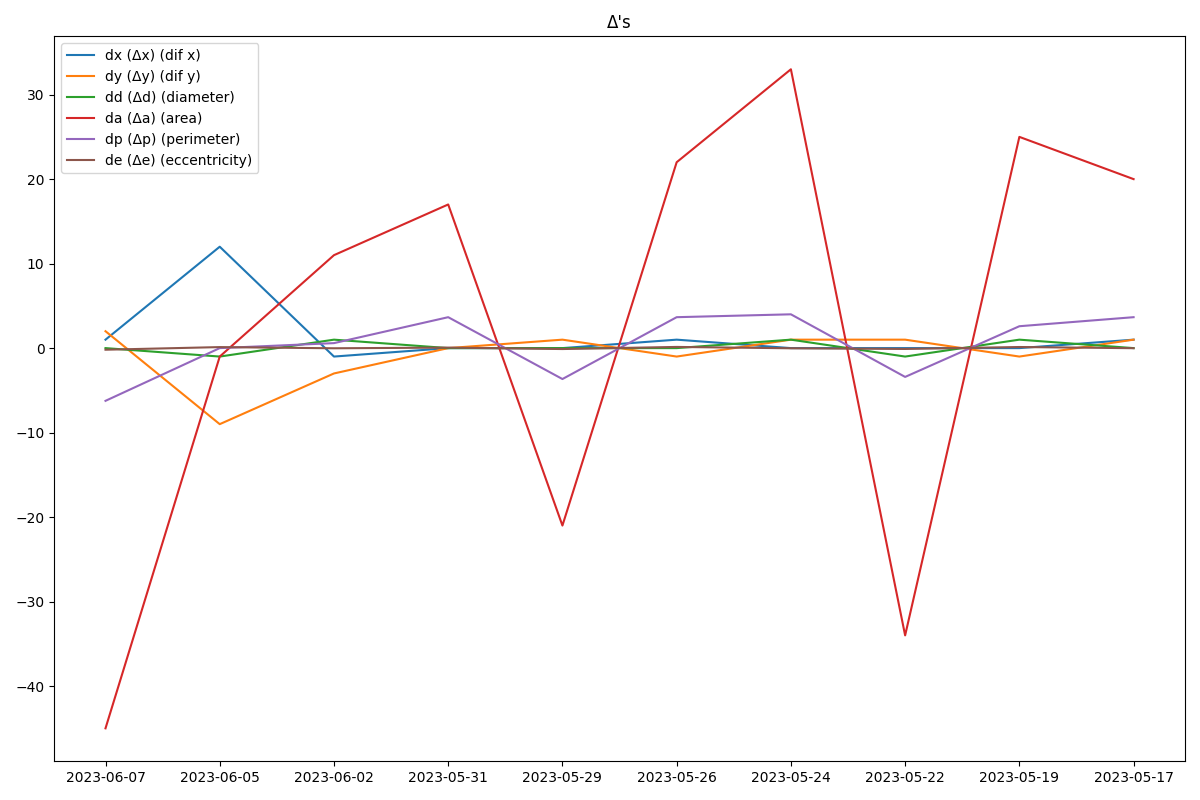 Δ's
dx (Δx) (dif x)
dy (Δy) (dif y)
dd (Δd) (diameter)
da (Δa) (area)
dp (Δp) (perimeter)
de (Δe) (eccentricity)
30
20
10
0
−10
−20
−30
−40
2023-06-07 2023-06-05 2023-06-02 2023-05-31 2023-05-29 2023-05-26 2023-05-24 2023-05-22 2023-05-19 2023-05-17